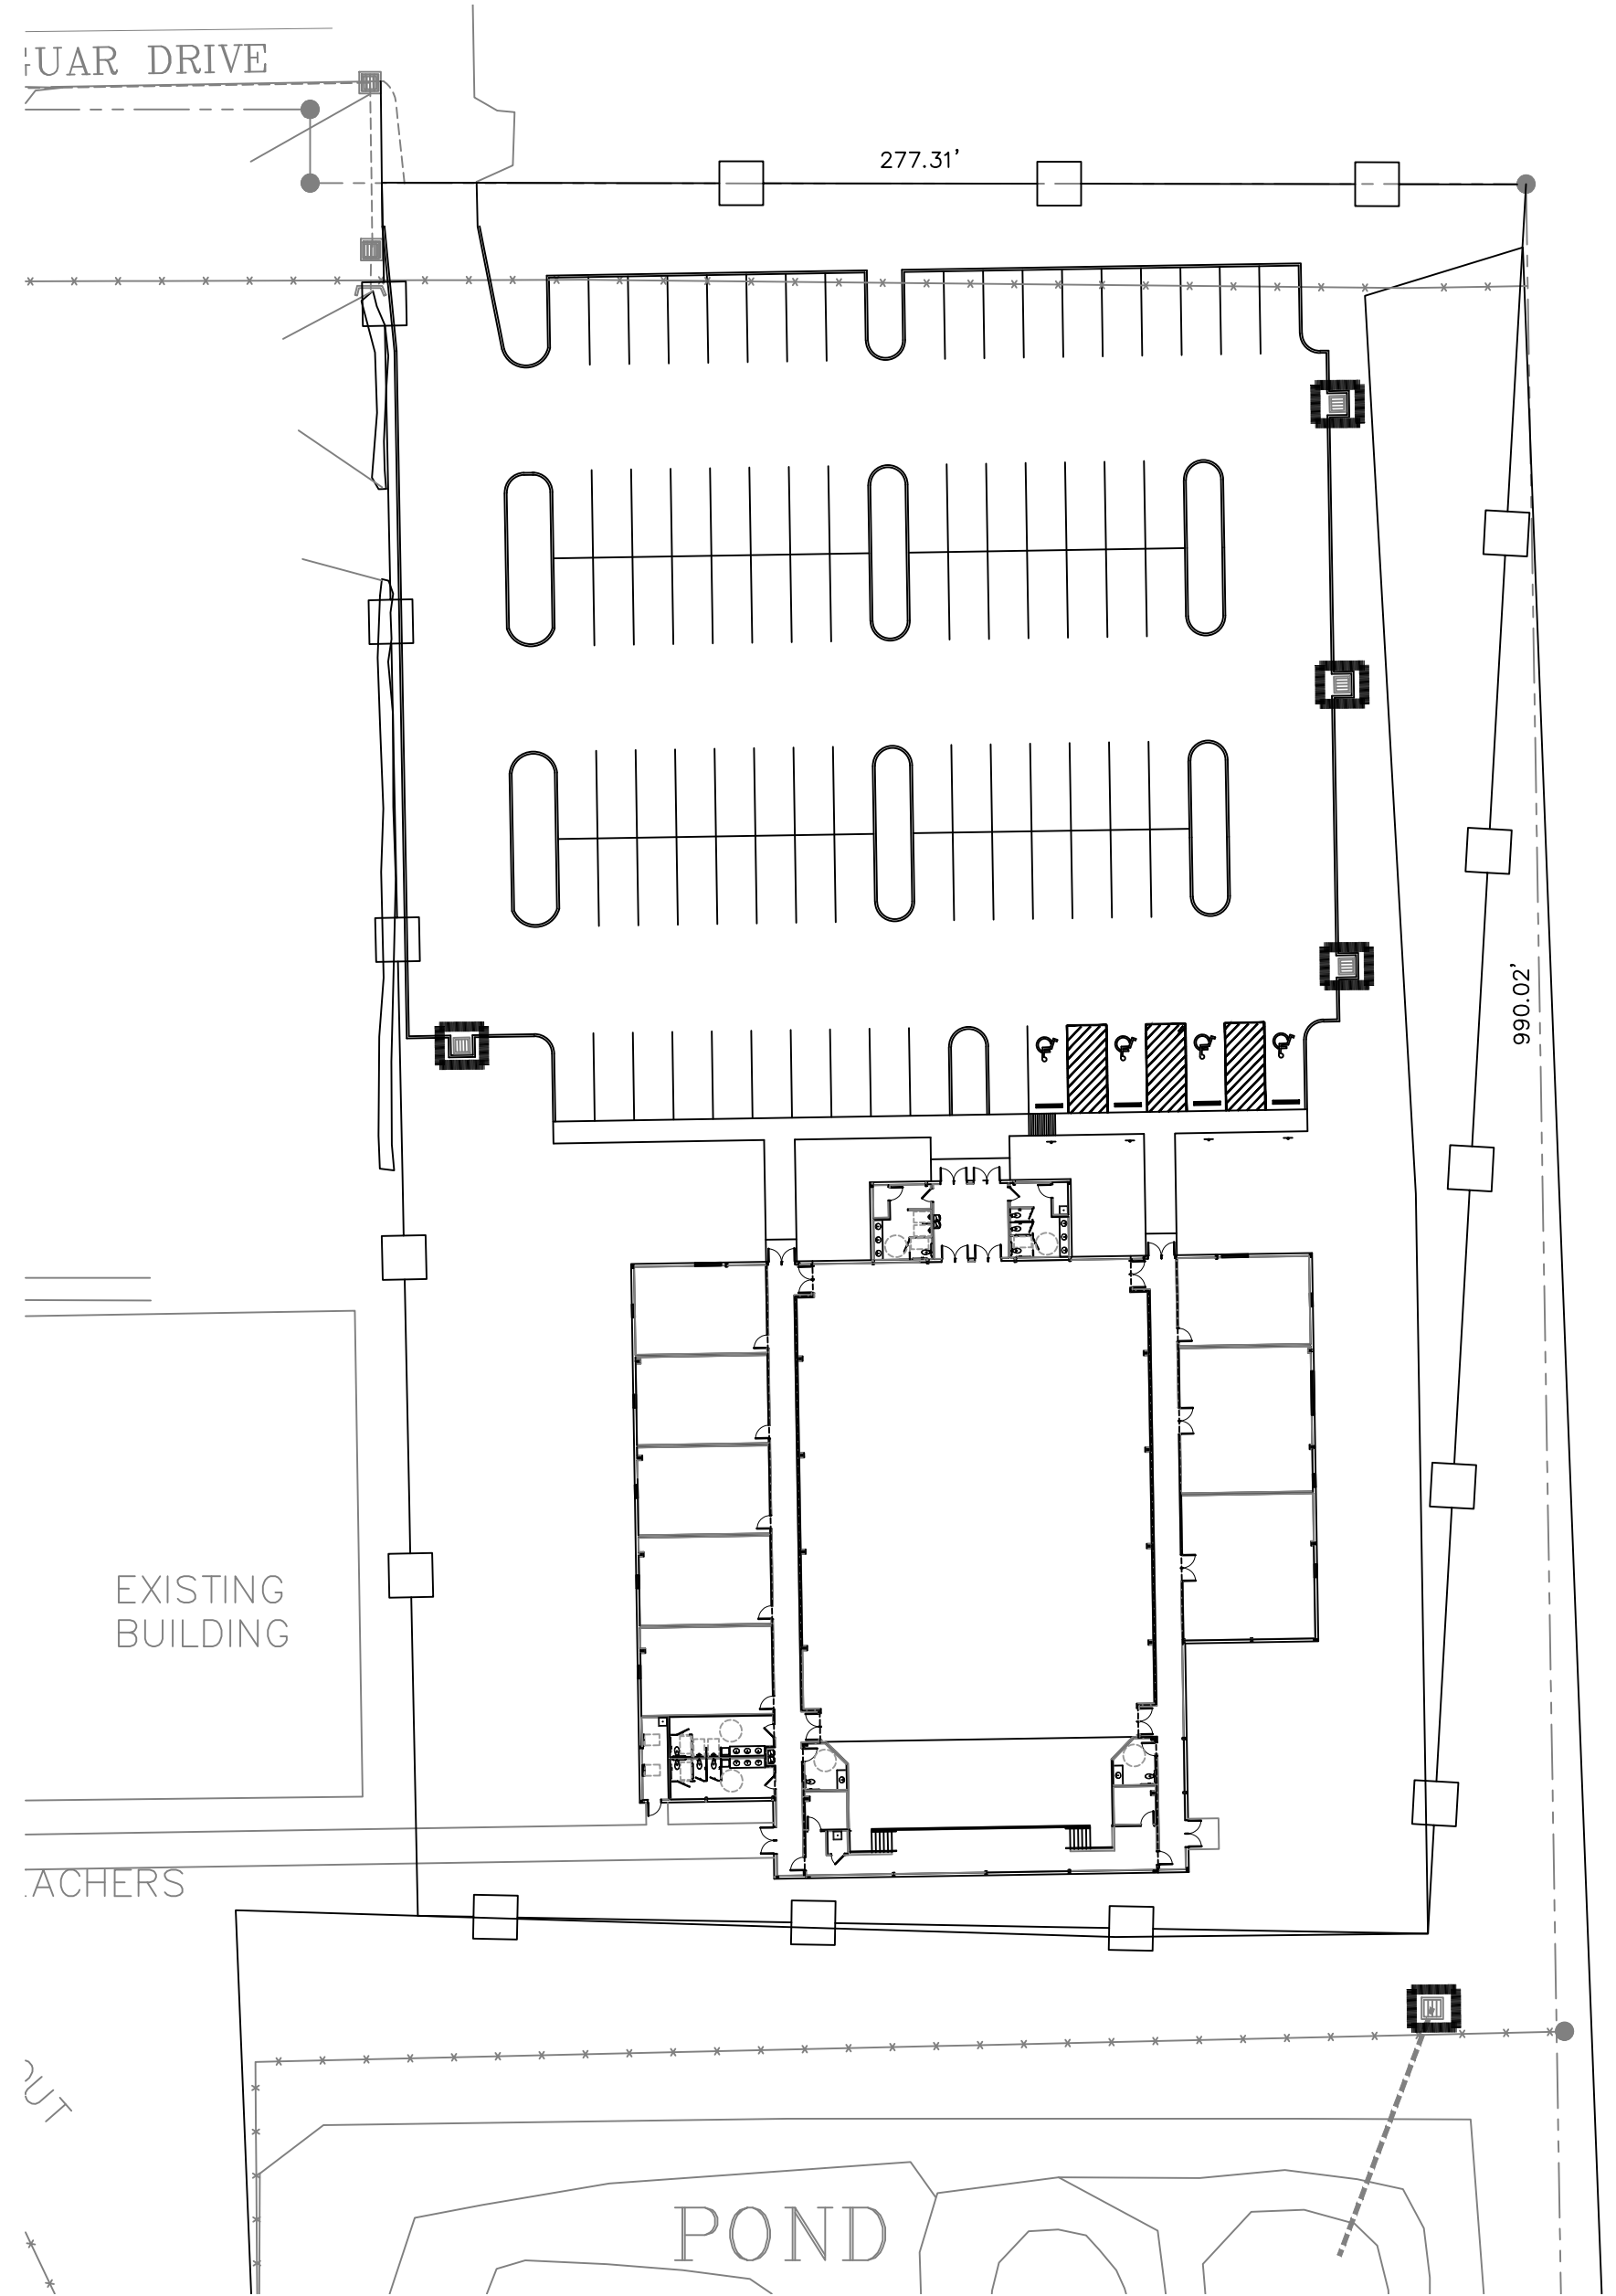 UAR DRIVE
277.31'
990.02'
EXISTING
BUILDING
ACHERS
UT
POND